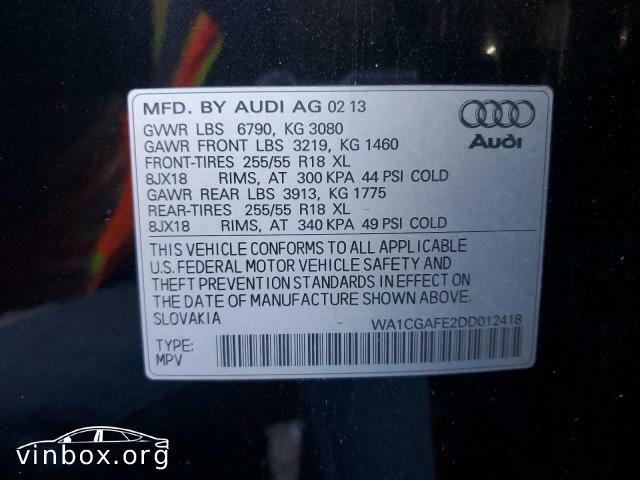 MFD. BY AUDI AG 02 13
GVWR LBS 6790, KG 3080
GAWR FRONT LBS 3219, KG 1460
FRONT-TIRES 255/55 R18 XL
8JX18 RIMS, AT 300 KPA 44 PSI COLD
GAWR REAR LBS 3913, KG 1775
REAR-TIRES 255/55 R18 XL
8JX18 RIMS, AT 340 KPA 49 PSI COLD
Audi
THIS VEHICLE CONFORMS TO ALL APPLICABLE
U.S. FEDERAL MOTOR VEHICLE SAFETY AND
THEFT PREVENTION STANDARDS IN EFFECT ON
THE DATE OF MANUFACTURE SHOWN ABOVE.
SLOVAKIA WA1CGAFE2DD012418
TYPE:
MPV
vinbox.org